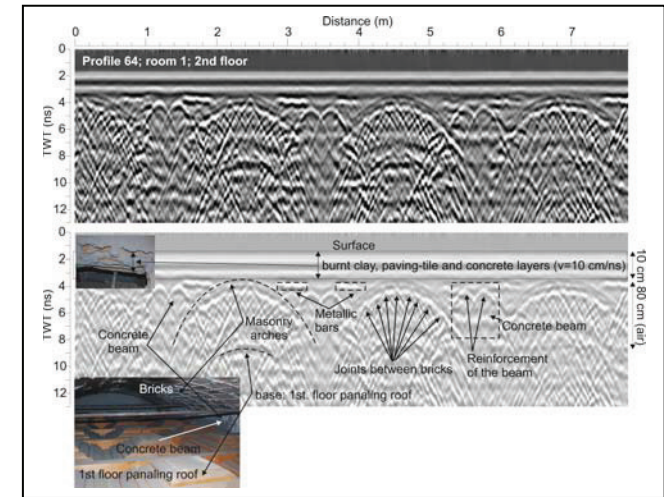 Distance (m)
0 1 2 3 4 5 6 7
Profile 64; room 1; 2nd floor
TWT (ns)
0
2
4
6
8
10
12
TWT (ns)
0
2
4
6
8
10
12
Surface
burnt clay, paving-tile and concrete layers (v=10 cm/ns)
10 cm
80 cm (air)
Concrete
beam
Masonry
arches
Metallic
bars
Concrete beam
Bricks
Joints between bricks
Reinforcement
of the beam
base: 1st. floor panaling roof
Concrete beam
1st floor panaling roof